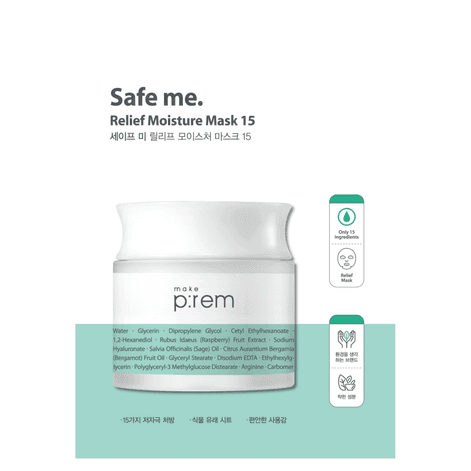 Safe me.
Relief Moisture Mask 15
세이프 미 릴리프 모이스처 마스크 15
Only 15
Ingredients
Relief
Mask
make
p:rem
Water · Glycerin · Dipropylene Glycol · Cetyl Ethylhexanoate ·
1,2-Hexanediol · Rubus Idaeus (Raspberry) Fruit Extract · Sodium
Hyaluronate · Salvia Officinalis (Sage) Oil · Citrus Aurantium Bergamia
(Bergamot) Fruit Oil · Glyceryl Stearate · Disodium EDTA · Ethylhexylg-
lycerin · Polyglyceryl-3 Methylglucose Distearate · Arginine · Carbomer
환경을 생각
하는 브랜드
착한 성분
· 15가지 저자극 처방 · 식물 유래 시트 · 편안한 사용감